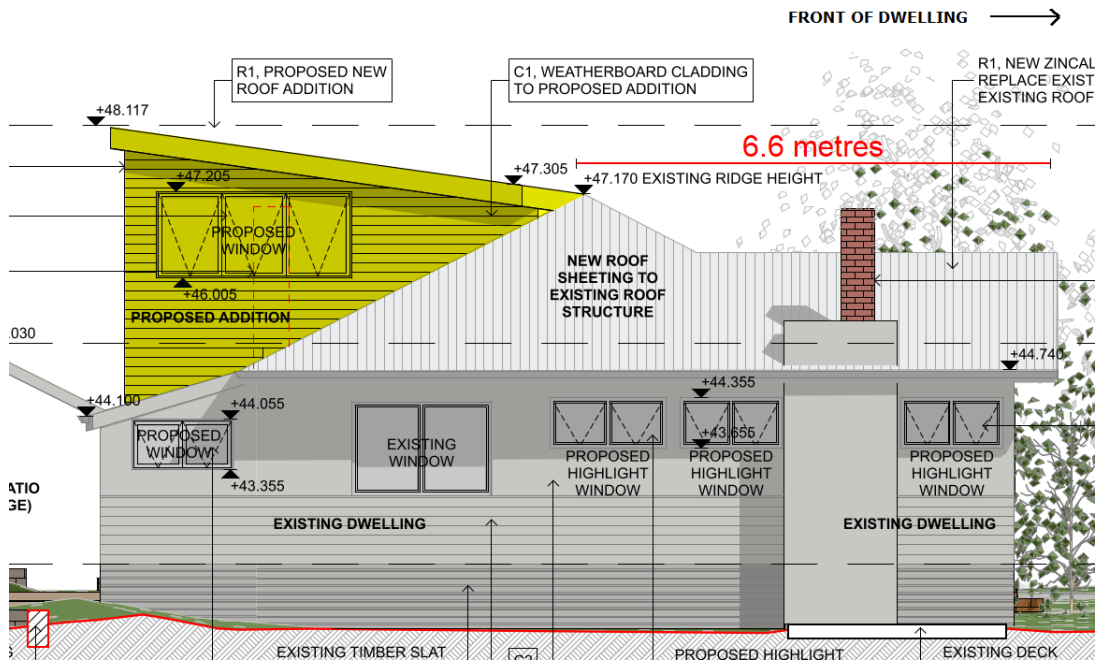 FRONT OF DWELLING
R1, PROPOSED NEW
ROOF ADDITION
C1, WEATHERBOARD CLADDING
TO PROPOSED ADDITION
R1, NEW ZINCAL
REPLACE EXIST
EXISTING ROOF
+48.117
6.6 metres
+47.305
+47.170 EXISTING RIDGE HEIGHT
+47.205
PROPOSED
WINDOW
+46.005
PROPOSED ADDITION
NEW ROOF
SHEETING TO
EXISTING ROOF
STRUCTURE
.030
+44.740
+44.100
+44.055
+44.355
PROPOSED
WINDOW
EXISTING
WINDOW
+43.655
+43.355
PROPOSED
HIGHLIGHT
WINDOW
PROPOSED
HIGHLIGHT
WINDOW
PROPOSED
HIGHLIGHT
WINDOW
ATIO
GE)
EXISTING DWELLING
EXISTING DWELLING
EXISTING TIMBER SLAT
PROPOSED HIGHLIGHT
EXISTING DECK